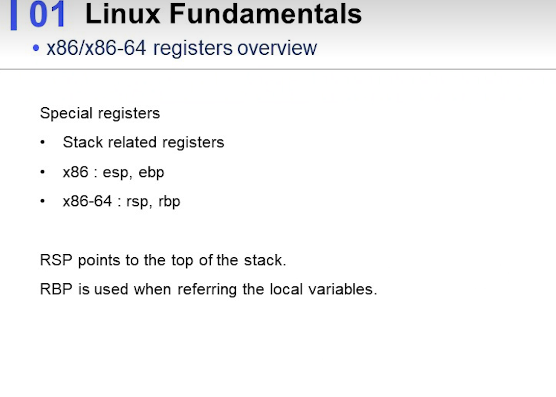 01 Linux Fundamentals
• x86/x86-64 registers overview
Special registers
• Stack related registers
• x86 : esp, ebp
• x86-64 : rsp, rbp
RSP points to the top of the stack.
RBP is used when referring the local variables.